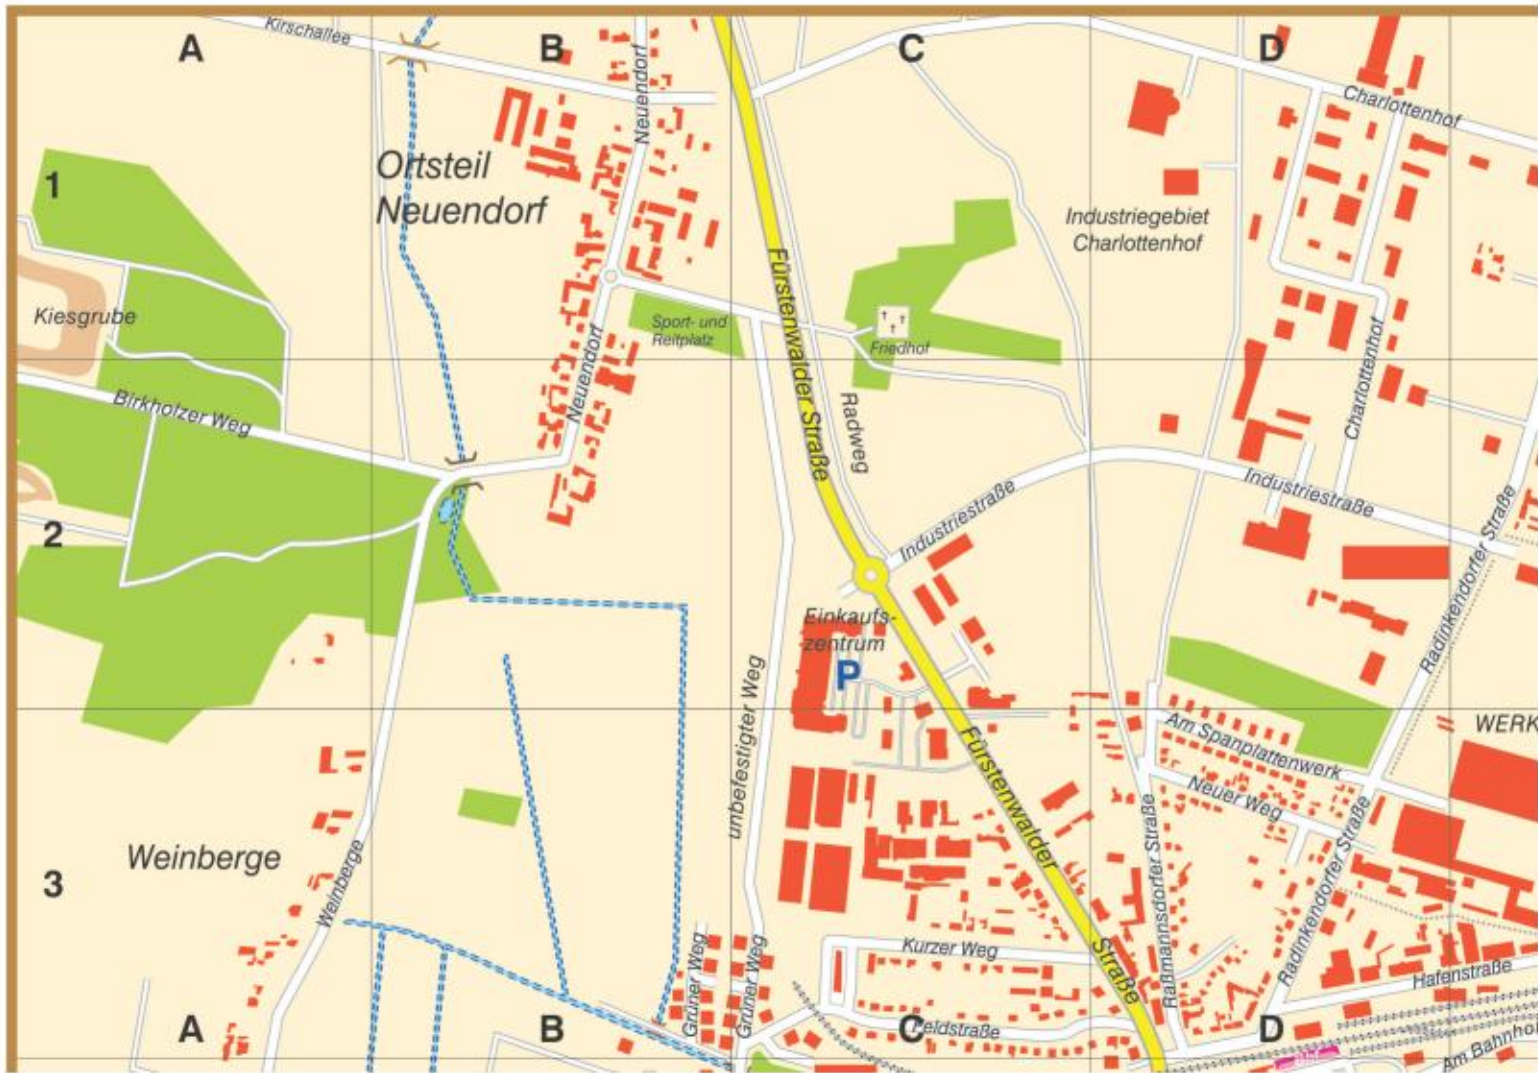 A
B
C
D
Kirschallee
Neuendorf
Charlottenhof
Ortsteil
Neuendorf
1
Industriegebiet
Charlottenhof
Fürstenwalder Straße
Kiesgrube
Sport- und
Reitplatz
Friedhof
Neuendorf
Charlottenhof
Birkholzer Weg
Radweg
Industriestraße
Industriestraße
2
Radinkendorfer Straße
Einkaufs-
zentrum
P
unbefestigter Weg
Am Spanplattenwerk
WERK
Fürstenwalder
Neuer Weg
Weinberge
3
Weinberge
Raßmannsdorfer Straße
Radinkendorfer Straße
Grüner Weg
Grüner Weg
Kurzer Weg
Straße
Hafenstraße
A
B
C
Feldstraße
D
Am Bahnhof